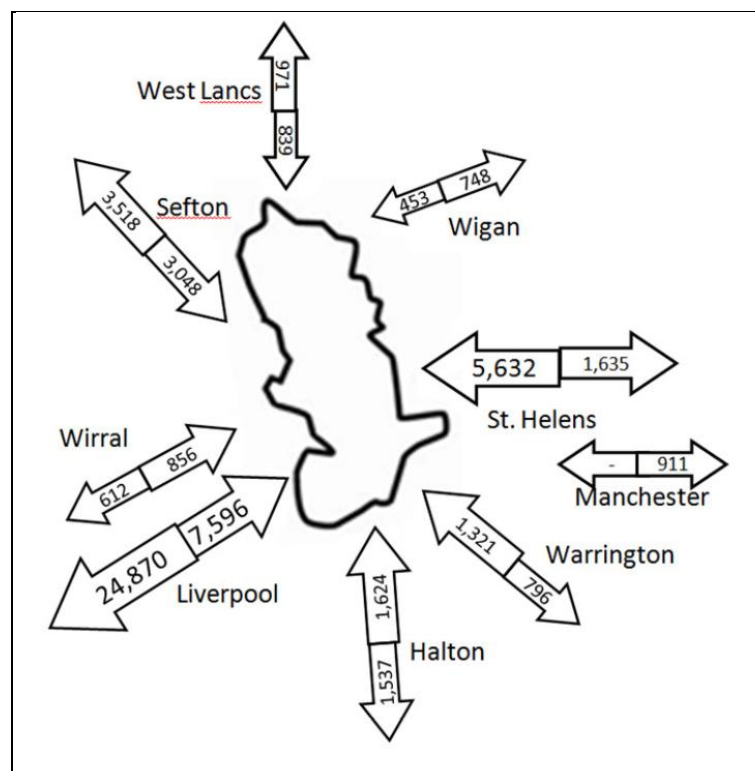 971
West Lancs
839
Sefton
3,518
3,048
453
748
Wigan
5,632
1,635
St. Helens
Wirral
856
612
-
911
Manchester
7,596
24,870
Liverpool
1,321
796
Warrington
1,624
Halton
1,537